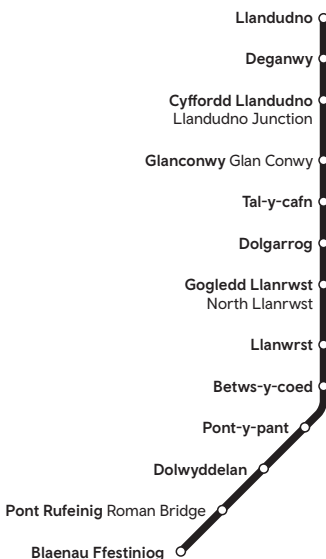 Llandudno
Deganwy
Cyffordd Llandudno
Llandudno Junction
Glanconwy Glan Conwy
Tal-y-cafn
Dolgarrog
Gogledd Llanrwst
North Llanrwst
Llanwrst
Betws-y-coed
Pont-y-pant
Dolwyddelan
Pont Rufeinig Roman Bridge
Blaenau Ffestiniog